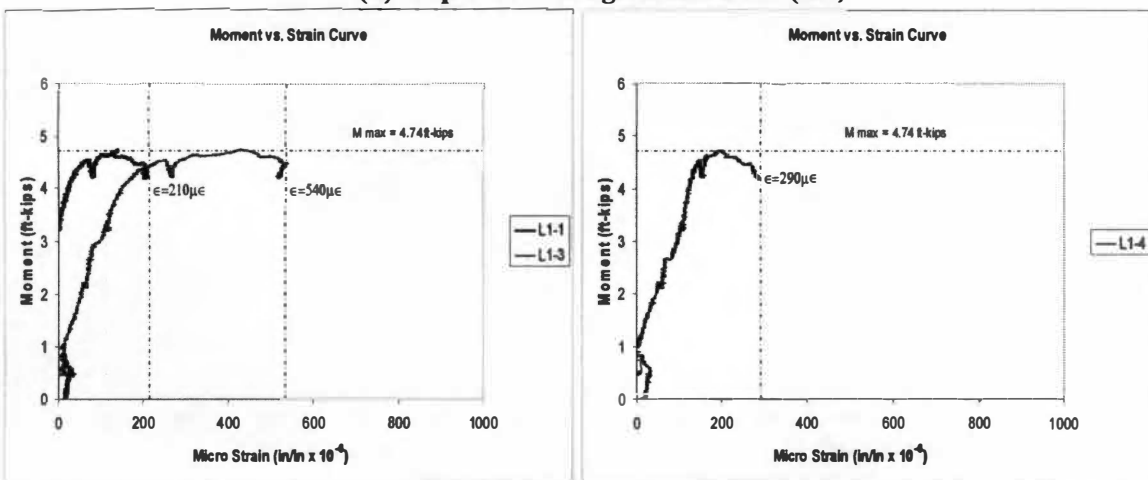 Moment vs. Strain Curve
6
5
4
3
2
1
0
Moment (ft-kips)
M max = 4.74 ft-kips
ϵ=210µϵ
ϵ=540µϵ
L1-1
L1-3
0 200 400 600 800 1000
Micro Strain (in/in x 10⁻⁶)
Moment vs. Strain Curve
6
5
4
3
2
1
0
Moment (ft-kips)
M max = 4.74 ft-kips
ϵ=290µϵ
L1-4
0 200 400 600 800 1000
Micro Strain (in/in x 10⁻⁶)